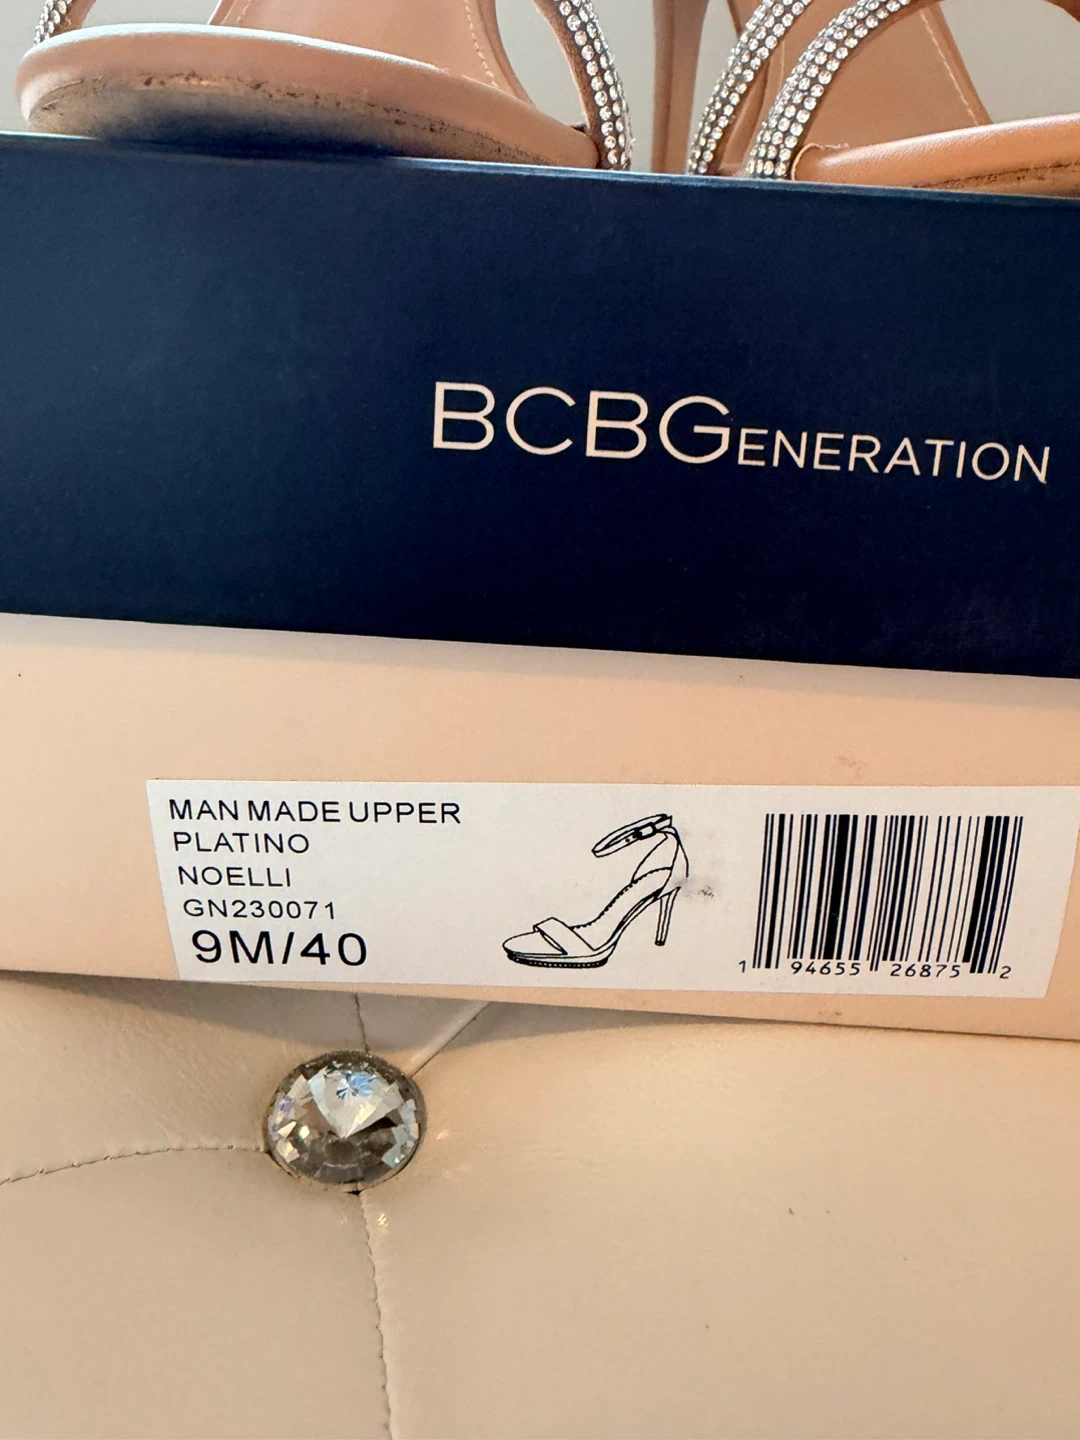 BCBGENERATION
MAN MADE UPPER
PLATINO
NOELLI
GN230071
9M/40
1 94655 26875 2